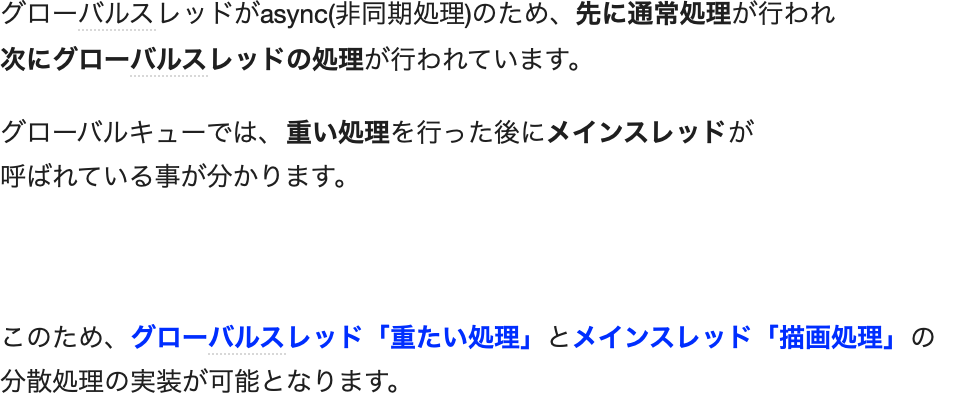 グローバルスレッドがasync(非同期処理)のため、先に通常処理が行われ
次にグローバルスレッドの処理が行われています。
グローバルキューでは、重い処理を行った後にメインスレッドが
呼ばれている事が分かります。
このため、グローバルスレッド「重たい処理」とメインスレッド「描画処理」の
分散処理の実装が可能となります。